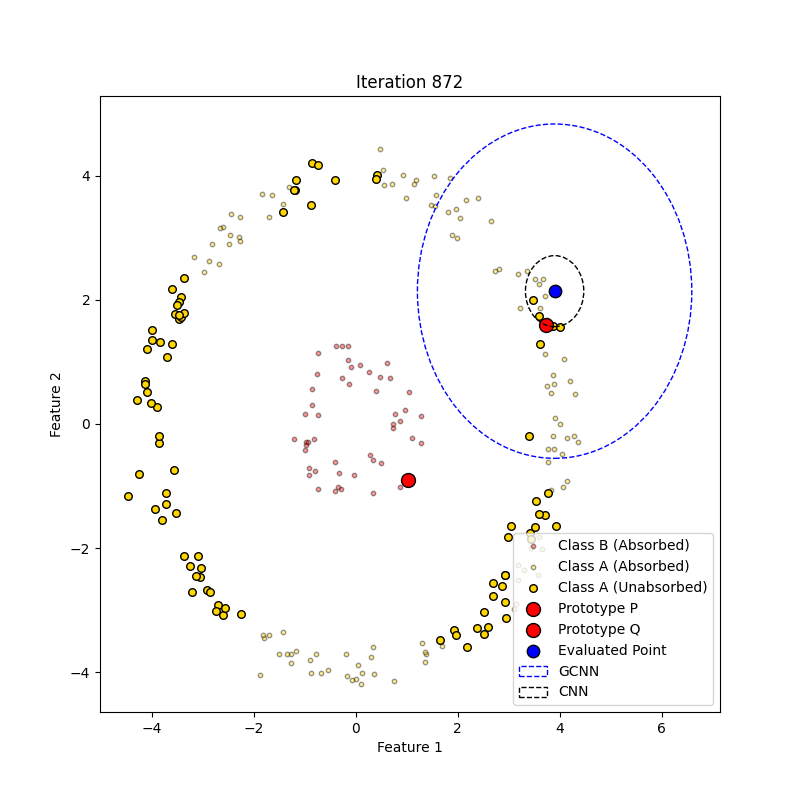 Iteration 872
Feature 2
4
2
0
−2
−4
−4
−2
0
2
4
6
Feature 1
Class B (Absorbed)
Class A (Absorbed)
Class A (Unabsorbed)
Prototype P
Prototype Q
Evaluated Point
GCNN
CNN